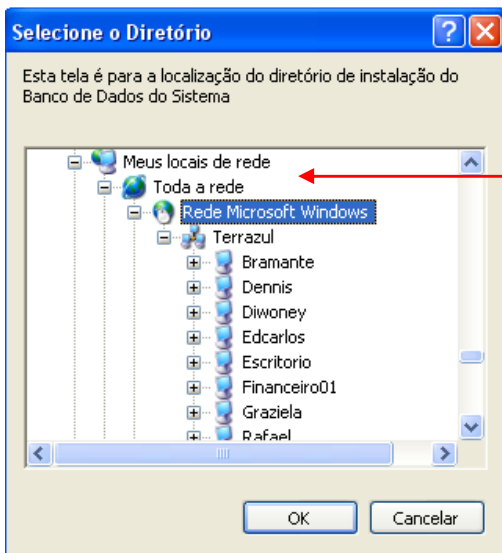 Selecione o Diretório
Esta tela é para a localização do diretório de instalação do
Banco de Dados do Sistema
Meus locais de rede
Toda a rede
Rede Microsoft Windows
Terrazul
Bramante
Dennis
Diwoney
Edcarlos
Escritorio
Financeiro01
Graziela
Rafael
OK
Cancelar